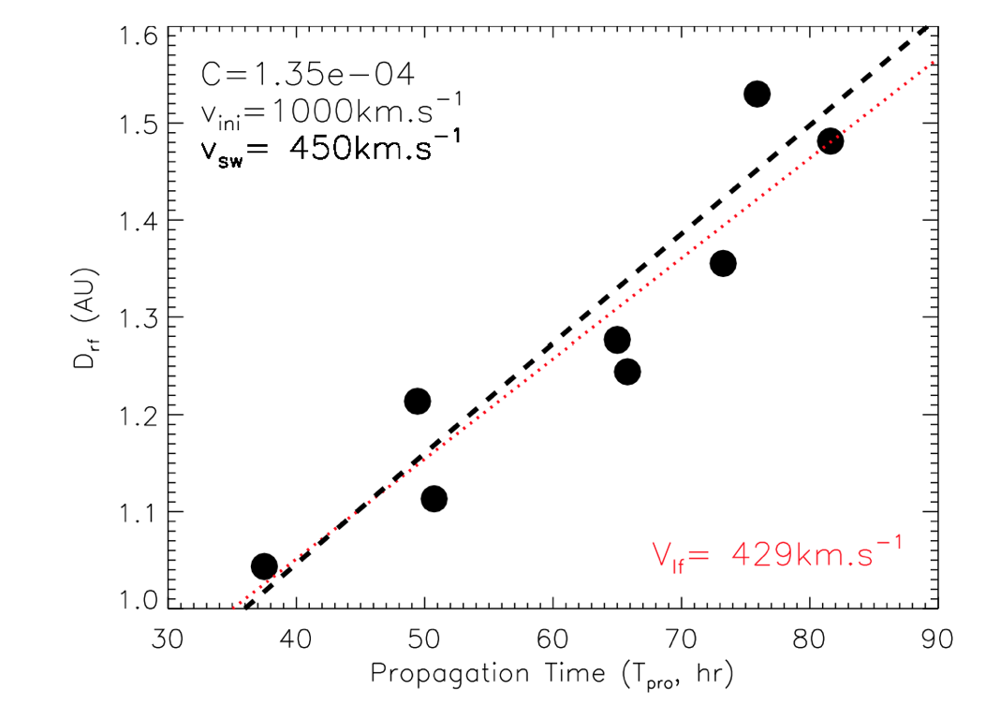 C=1.35e−04
v_ini=1000km.s⁻¹
v_sw= 450km.s⁻¹
1.6
1.5
1.4
1.3
1.2
1.1
1.0
D_rf (AU)
V_lf= 429km.s⁻¹
30 40 50 60 70 80 90
Propagation Time (T_pro, hr)